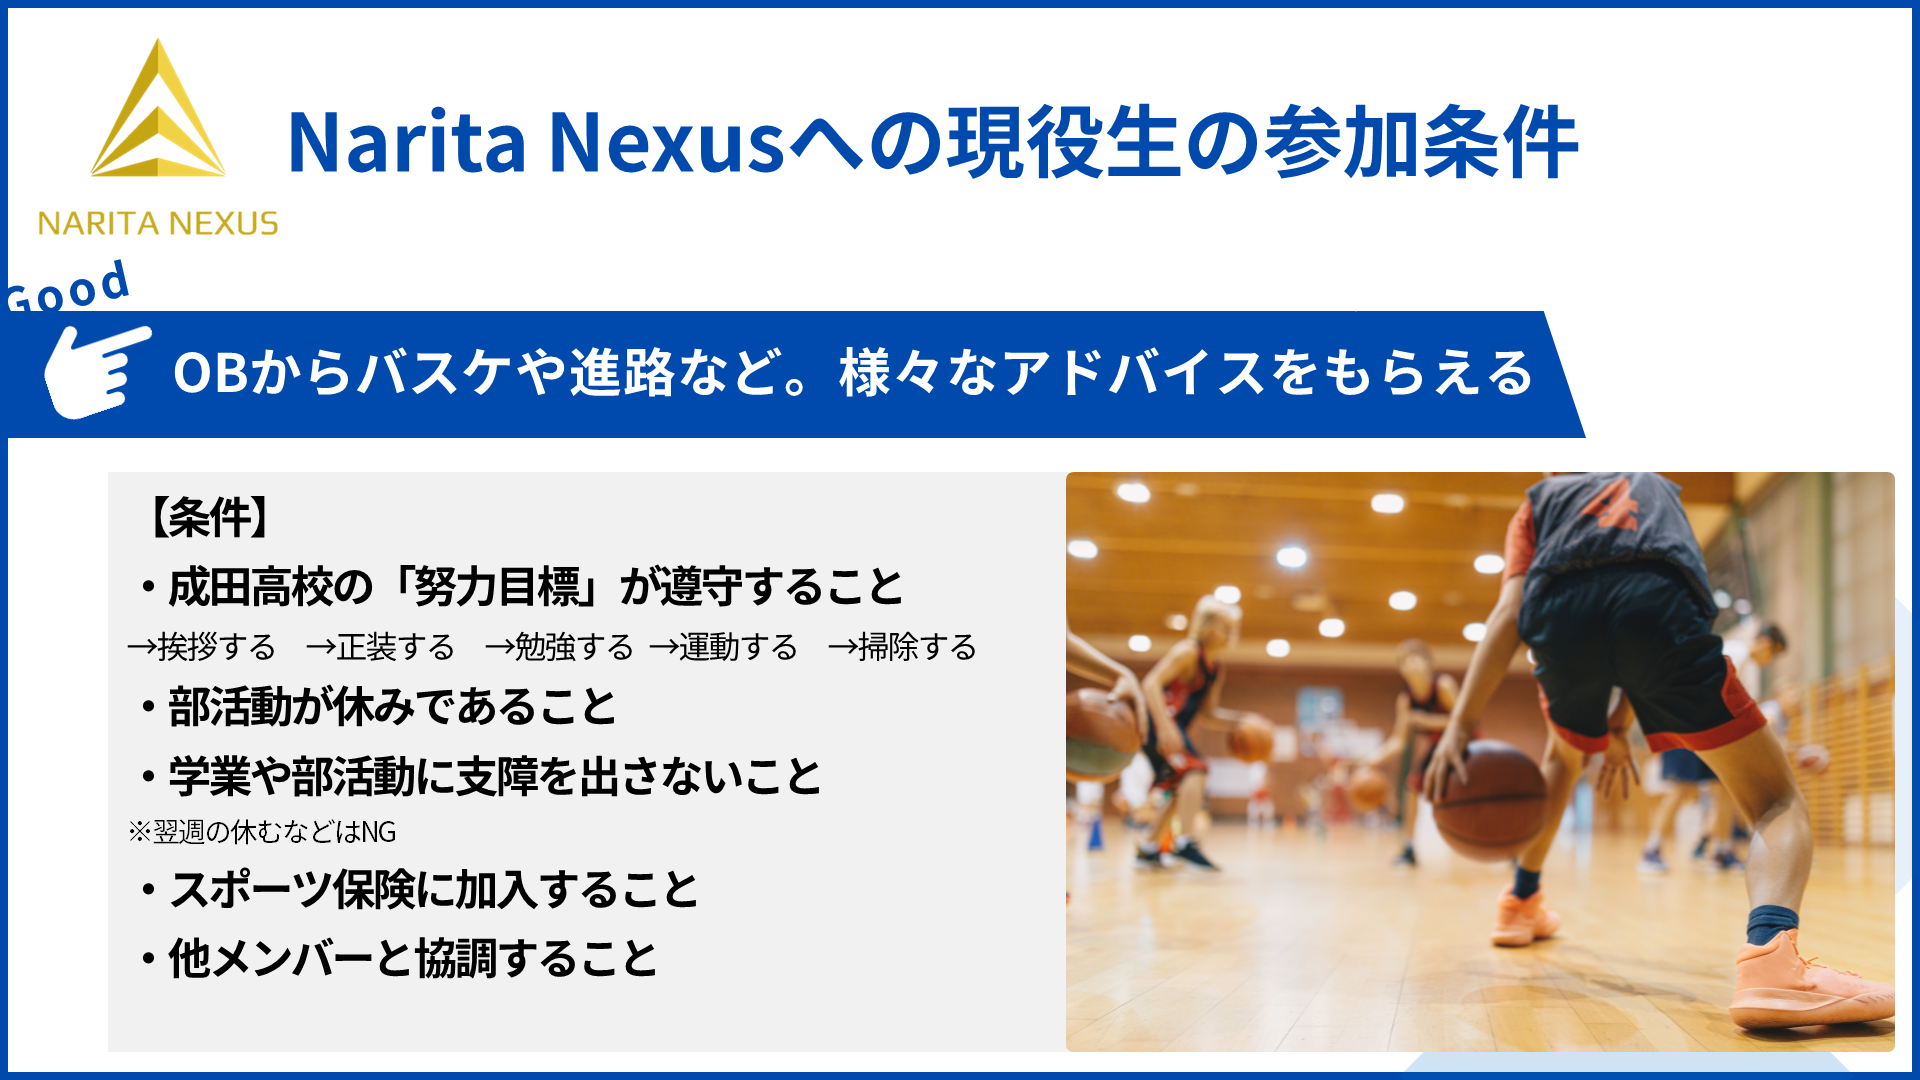 NARITA NEXUS
Narita Nexusへの現役生の参加条件
Good
OBからバスケや進路など。様々なアドバイスをもらえる
【条件】
・成田高校の「努力目標」が遵守すること
→挨拶する　→正装する　→勉強する →運動する　→掃除する
・部活動が休みであること
・学業や部活動に支障を出さないこと
※翌週の休むなどはNG
・スポーツ保険に加入すること
・他メンバーと協調すること
4